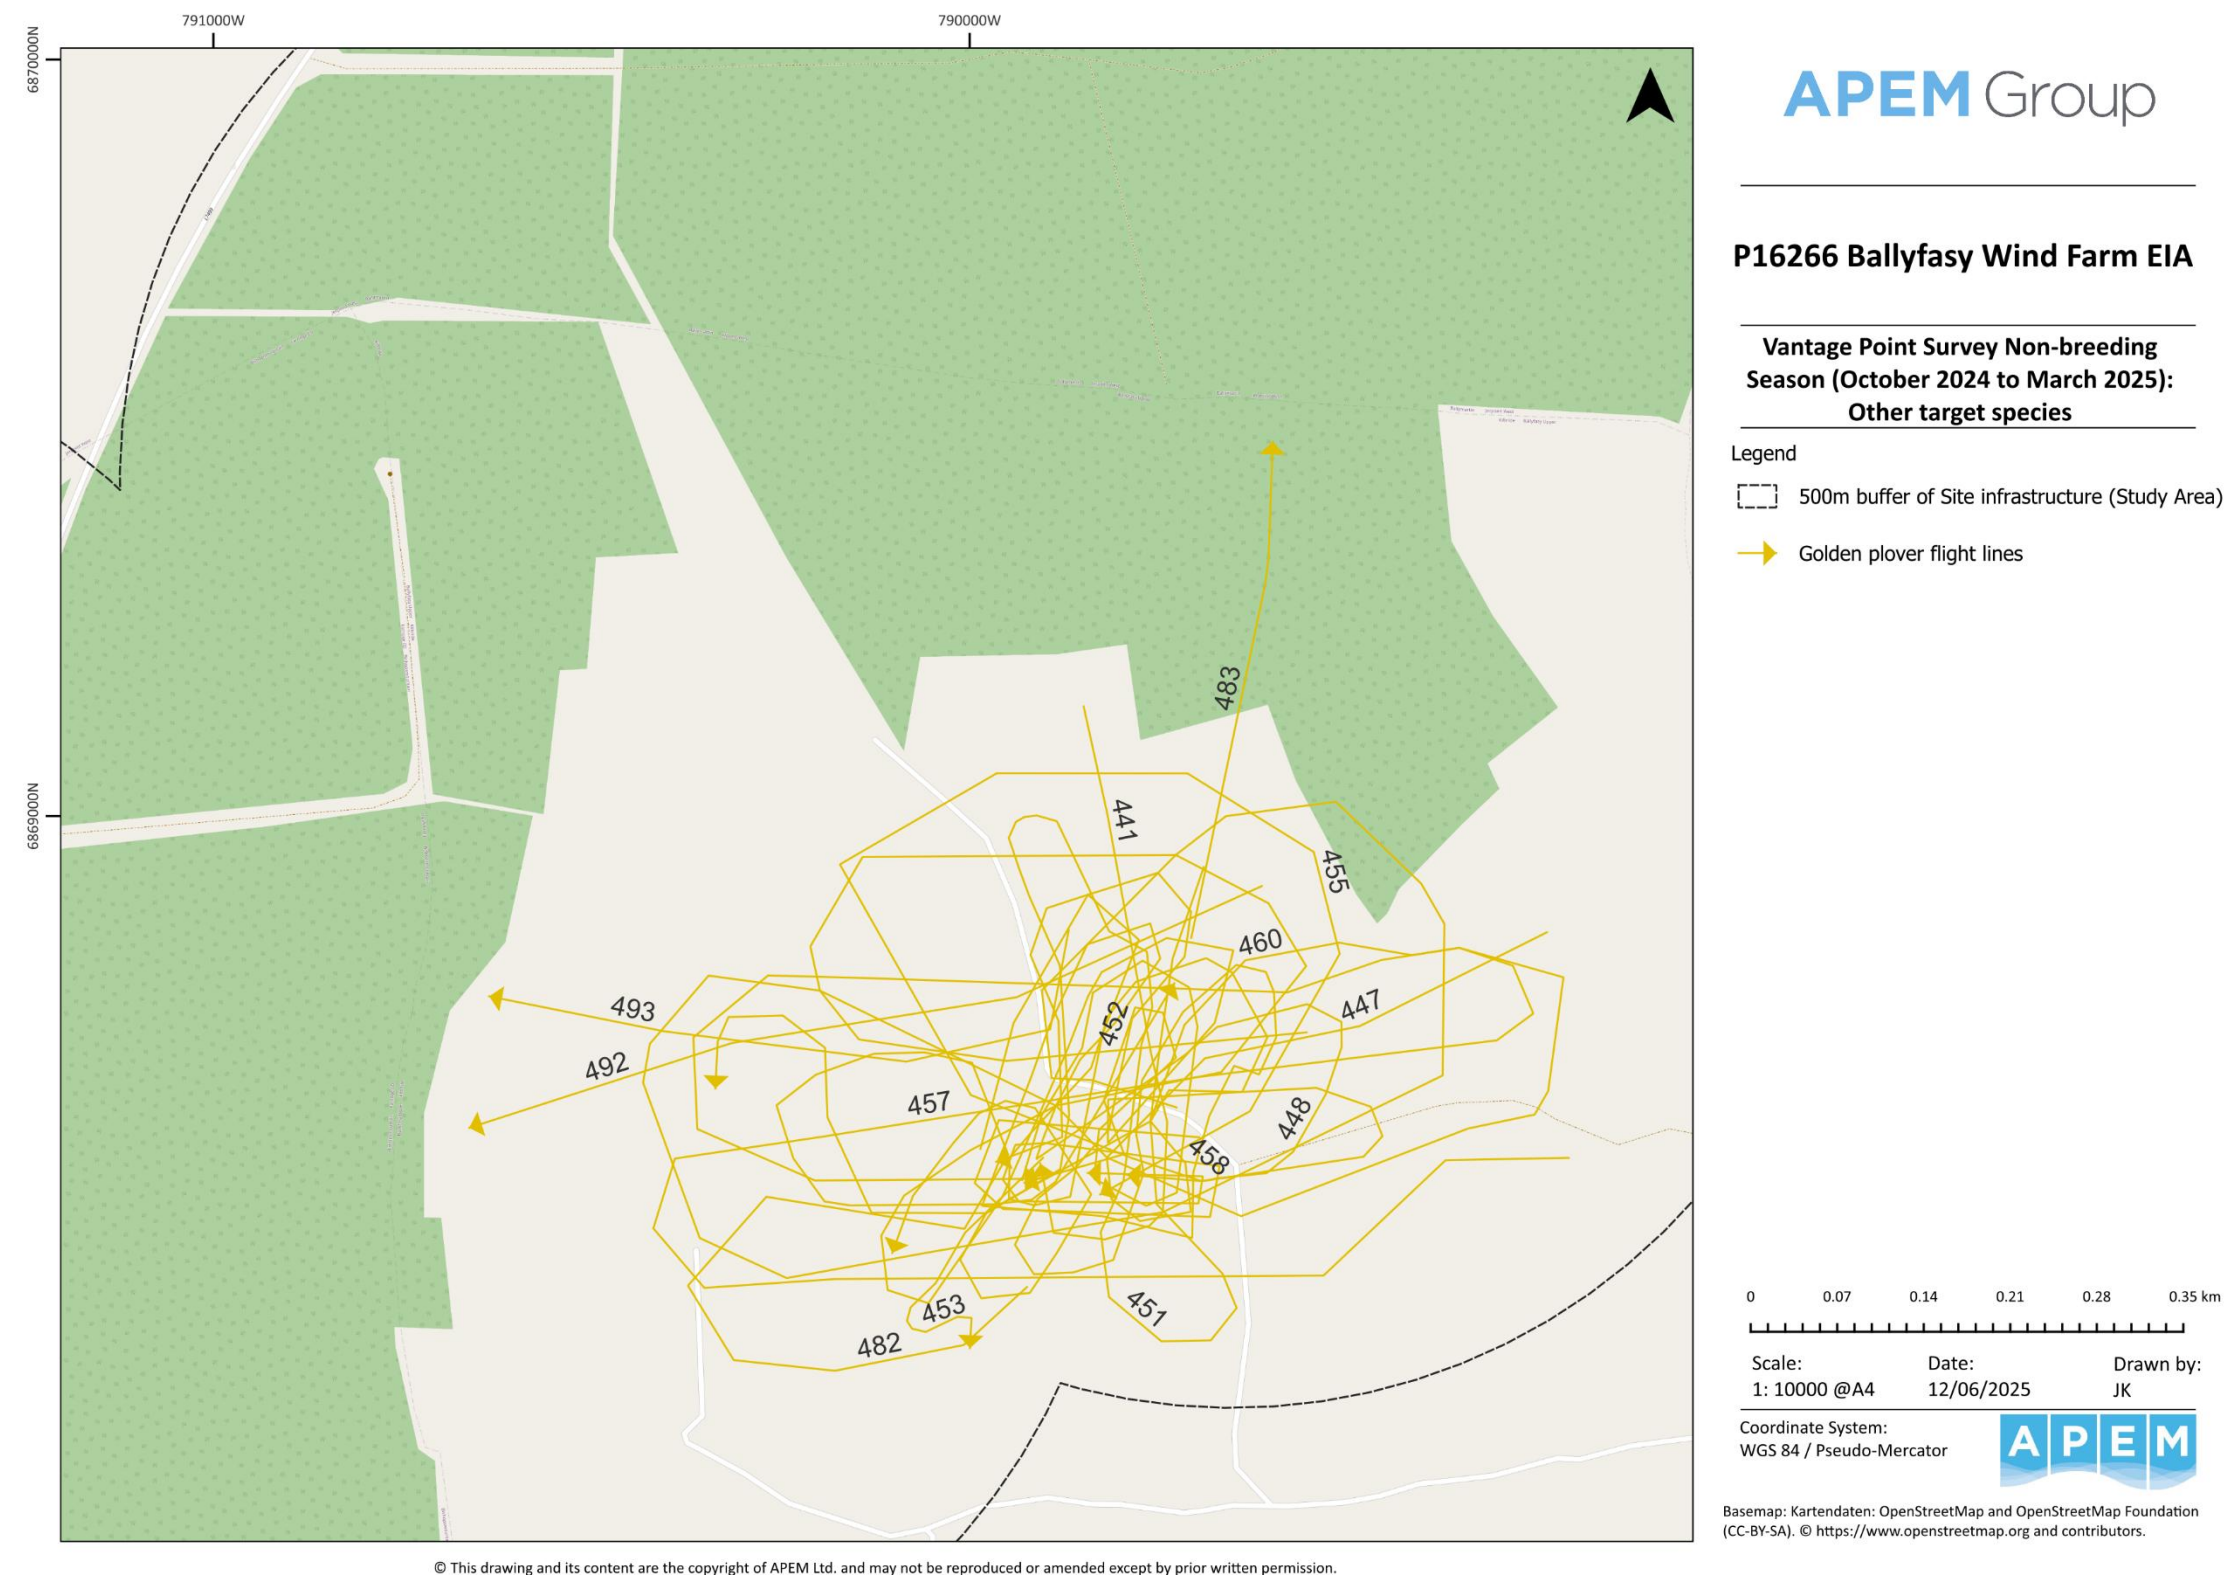 791000W
790000W
6870000N
6869000N
483
441
455
460
447
452
493
492
457
448
458
453
451
482
APEM Group
P16266 Ballyfasy Wind Farm EIA
Vantage Point Survey Non-breeding
Season (October 2024 to March 2025):
Other target species
Legend
500m buffer of Site infrastructure (Study Area)
Golden plover flight lines
0 0.07 0.14 0.21 0.28 0.35 km
Scale: Date: Drawn by:
1: 10000 @A4 12/06/2025 JK
Coordinate System:
WGS 84 / Pseudo-Mercator
APEM
Basemap: Kartendaten: OpenStreetMap and OpenStreetMap Foundation
(CC-BY-SA). © https://www.openstreetmap.org and contributors.
© This drawing and its content are the copyright of APEM Ltd. and may not be reproduced or amended except by prior written permission.